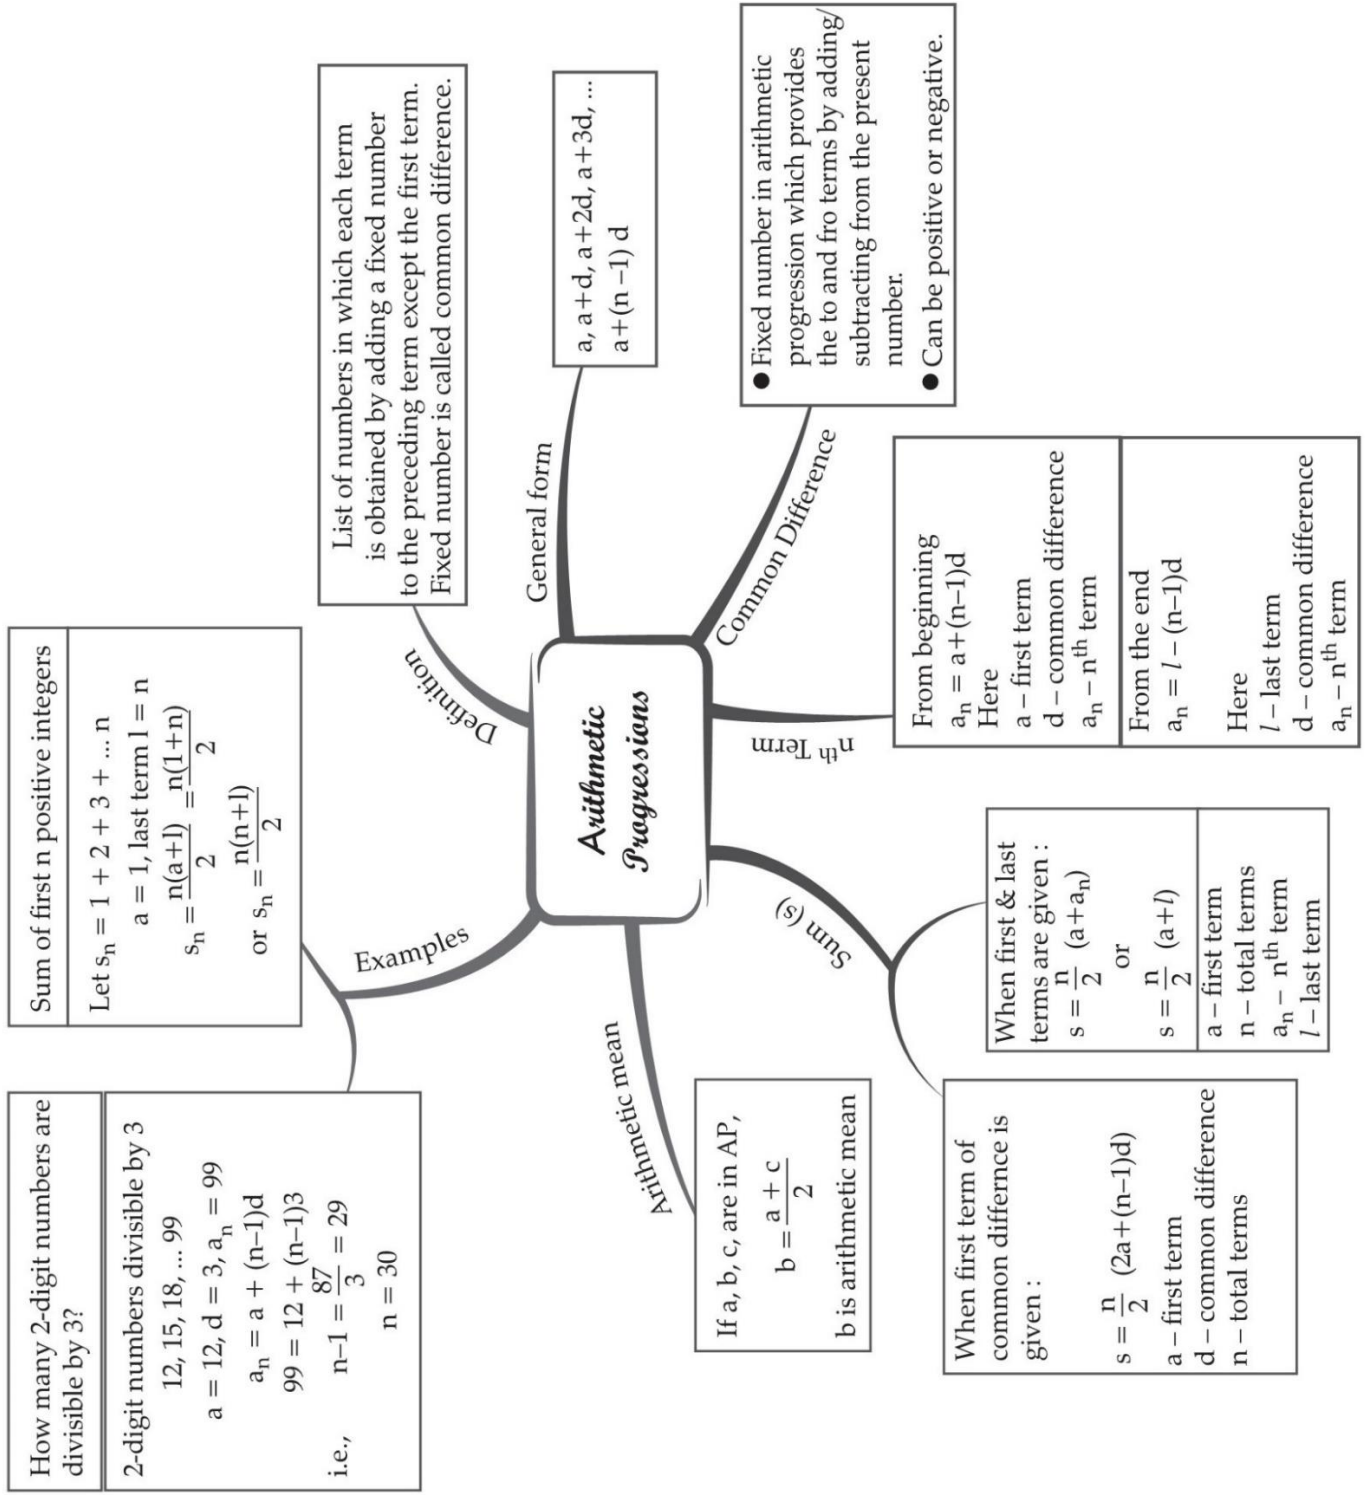 How many 2-digit numbers are
divisible by 3?
2-digit numbers divisible by 3
12, 15, 18, ... 99
a = 12, d = 3, aₙ = 99
aₙ = a + (n–1)d
99 = 12 + (n–1)3
i.e., n–1 = 87/3 = 29
n = 30
Sum of first n positive integers
Let sₙ = 1 + 2 + 3 + ... n
a = 1, last term l = n
sₙ = n(a+l)/2 = n(1+n)/2
or sₙ = n(n+l)/2
Examples
Definition
List of numbers in which each term
is obtained by adding a fixed number
to the preceding term except the first term.
Fixed number is called common difference.
General form
a, a+d, a+2d, a+3d, ...
a+(n –1) d
Arithmetic
Progressions
Common Difference
● Fixed number in arithmetic
progression which provides
the to and fro terms by adding/
subtracting from the present
number.
● Can be positive or negative.
nᵗʰ Term
From beginning
aₙ = a+(n–1)d
Here
a – first term
d – common difference
aₙ – nᵗʰ term
From the end
aₙ = l – (n–1)d
Here
l – last term
d – common difference
aₙ – nᵗʰ term
Arithmetic mean
If a, b, c, are in AP,
b = a + c/2
b is arithmetic mean
Sum (s)
When first term of
common differnce is
given :
s = n/2 (2a+(n–1)d)
a – first term
d – common difference
n – total terms
When first & last
terms are given :
s = n/2 (a+aₙ)
or
s = n/2 (a+l)
a – first term
n – total terms
aₙ – nᵗʰ term
l – last term